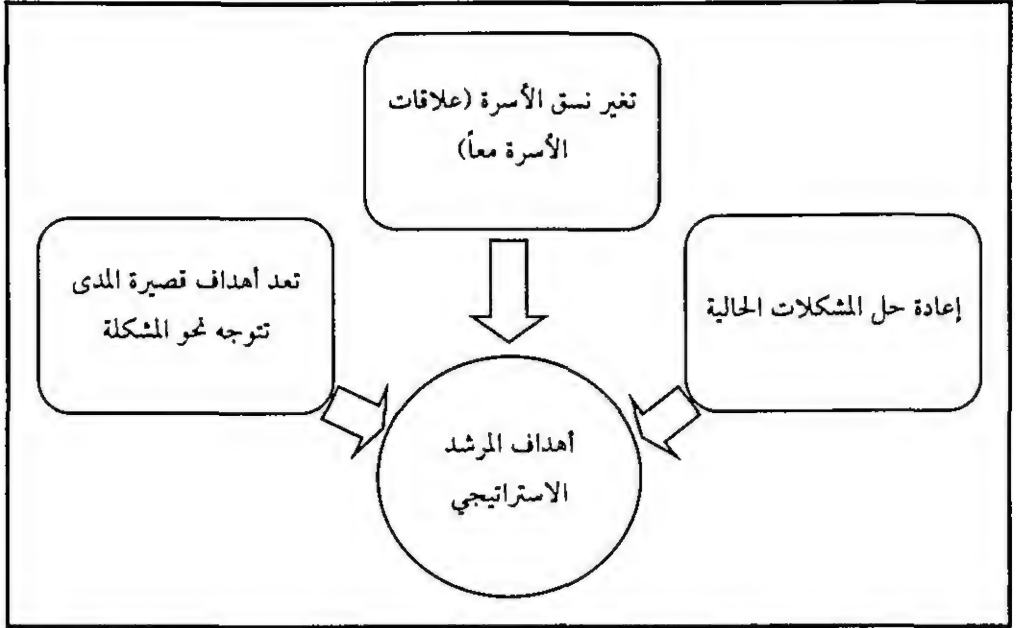 تغير نسق الأسرة (علاقات
الأسرة معاً)
إعادة حل المشكلات الحالية
تعد أهداف قصيرة المدى
تتوجه نحو المشكلة
أهداف المرشد
الاستراتيجي